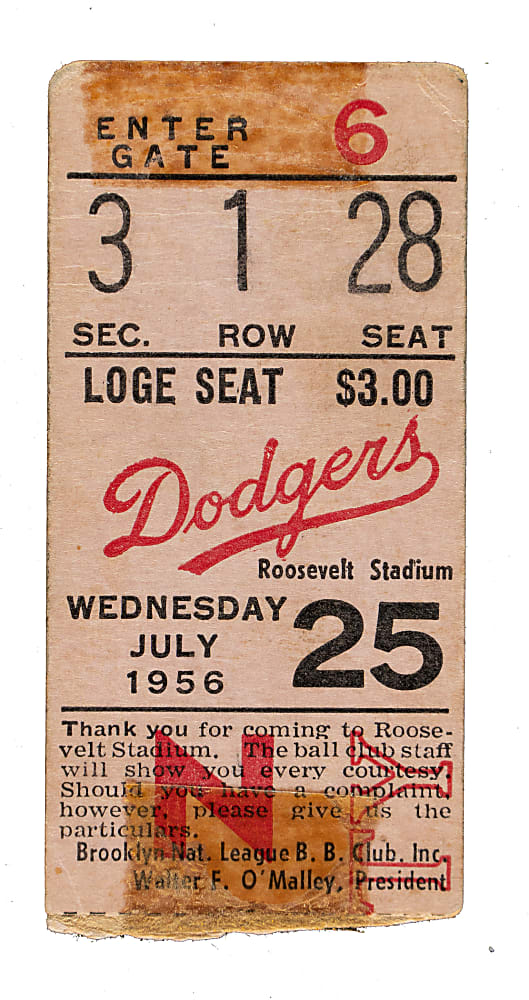 ENTER GATE 6
3 1 28
SEC. ROW SEAT
LOGE SEAT $3.00
Dodgers
Roosevelt Stadium
WEDNESDAY
JULY
1956
25
Thank you for coming to Roose-
velt Stadium. The ball club staff
will show you every courtesy.
Should you have a complaint,
however, please give us the
particulars.
Brooklyn Nat. League B. B. Club. Inc.
Walter F. O'Malley, President
N